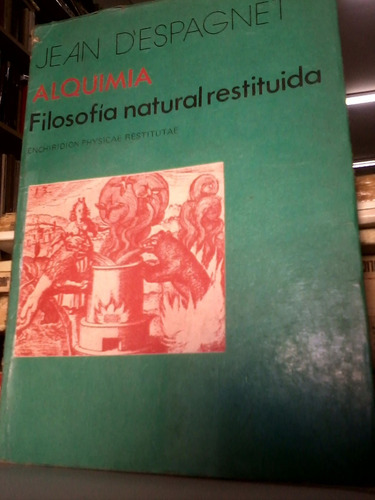 JEAN D'ESPAGNET
ALQUIMIA
Filosofía natural restituida
ENCHIRIDION PHYSICAE RESTITUTAE